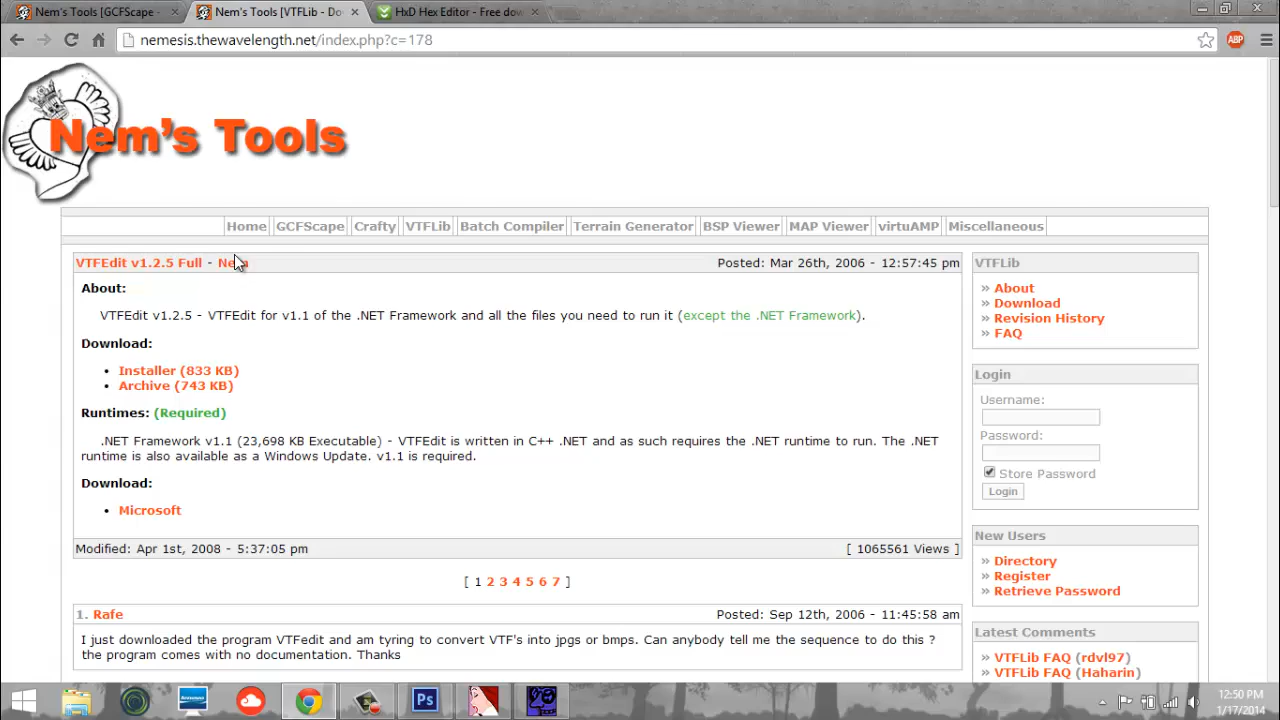 Nem's Tools [GCFScape -
Nem's Tools [VTFLib - Do
HxD Hex Editor - Free do
nemesis.thewavelength.net/index.php?c=178
ABP
Nem's Tools
Home GCFScape Crafty VTFLib Batch Compiler Terrain Generator BSP Viewer MAP Viewer virtuAMP Miscellaneous
VTFEdit v1.2.5 Full - Nem Posted: Mar 26th, 2006 - 12:57:45 pm
About:
VTFEdit v1.2.5 - VTFEdit for v1.1 of the .NET Framework and all the files you need to run it (except the .NET Framework).
Download:
• Installer (833 KB)
• Archive (743 KB)
Runtimes: (Required)
.NET Framework v1.1 (23,698 KB Executable) - VTFEdit is written in C++ .NET and as such requires the .NET runtime to run. The .NET
runtime is also available as a Windows Update. v1.1 is required.
Download:
• Microsoft
Modified: Apr 1st, 2008 - 5:37:05 pm [ 1065561 Views ]
[ 1 2 3 4 5 6 7 ]
1. Rafe Posted: Sep 12th, 2006 - 11:45:58 am
I just downloaded the program VTFedit and am tyring to convert VTF's into jpgs or bmps. Can anybody tell me the sequence to do this ?
the program comes with no documentation. Thanks
VTFLib
» About
» Download
» Revision History
» FAQ
Login
Username:
Password:
Store Password
Login
New Users
» Directory
» Register
» Retrieve Password
Latest Comments
» VTFLib FAQ (rdvl97)
» VTFLib FAQ (Haharin)
Ps
12:50 PM
1/17/2014